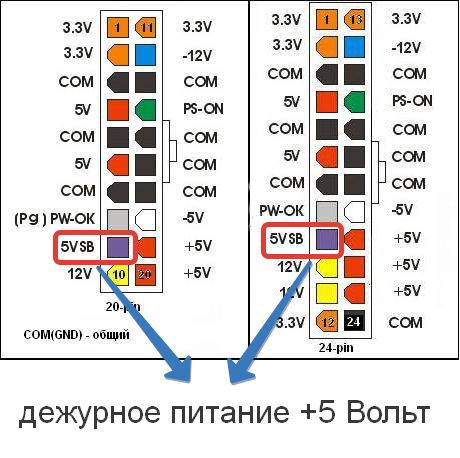 3.3V 1 11 3.3V
3.3V -12V
COM COM
5V PS-ON
COM COM
5V COM
COM COM
(Pg) PW-OK -5V
5VSB +5V
12V 10 20 +5V
20-pin
COM(GND) - общий
3.3V 1 13 3.3V
3.3V -12V
COM COM
5V PS-ON
COM COM
5V COM
COM COM
PW-OK -5V
5VSB +5V
12V +5V
12V +5V
3.3V 12 24 COM
24-pin
дежурное питание +5 Вольт